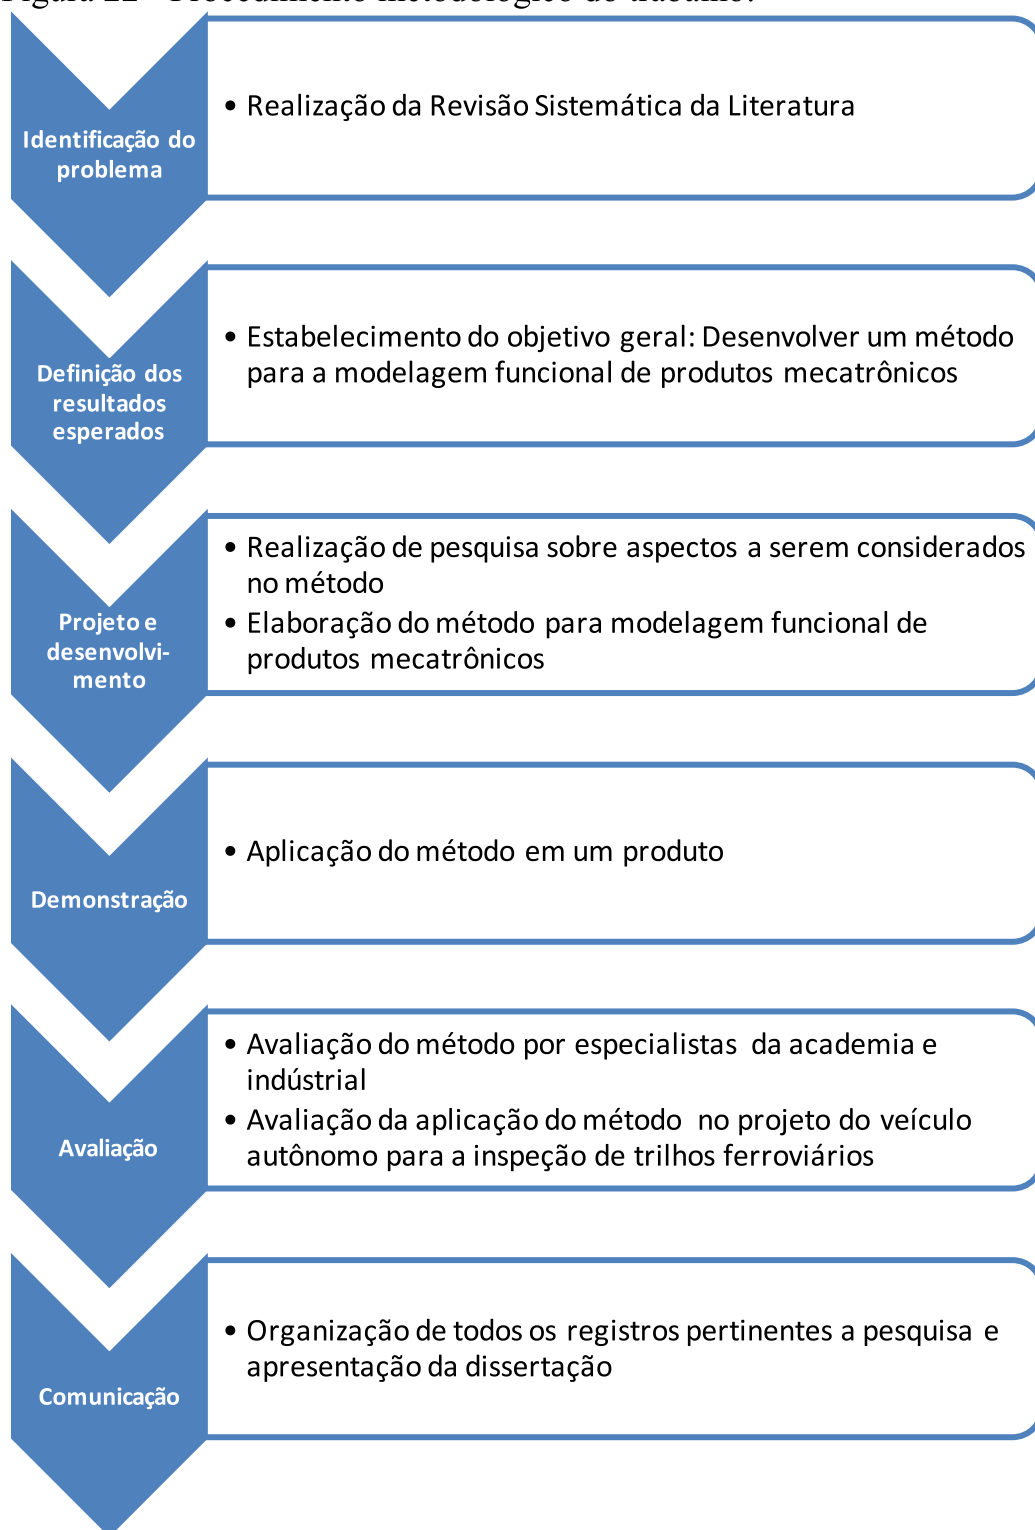 Identificação do
problema
• Realização da Revisão Sistemática da Literatura
Definição dos
resultados
esperados
• Estabelecimento do objetivo geral: Desenvolver um método
para a modelagem funcional de produtos mecatrônicos
Projeto e
desenvolvi-
mento
• Realização de pesquisa sobre aspectos a serem considerados
no método
• Elaboração do método para modelagem funcional de
produtos mecatrônicos
Demonstração
• Aplicação do método em um produto
Avaliação
• Avaliação do método por especialistas da academia e
indústrial
• Avaliação da aplicação do método no projeto do veículo
autônomo para a inspeção de trilhos ferroviários
Comunicação
• Organização de todos os registros pertinentes a pesquisa e
apresentação da dissertação